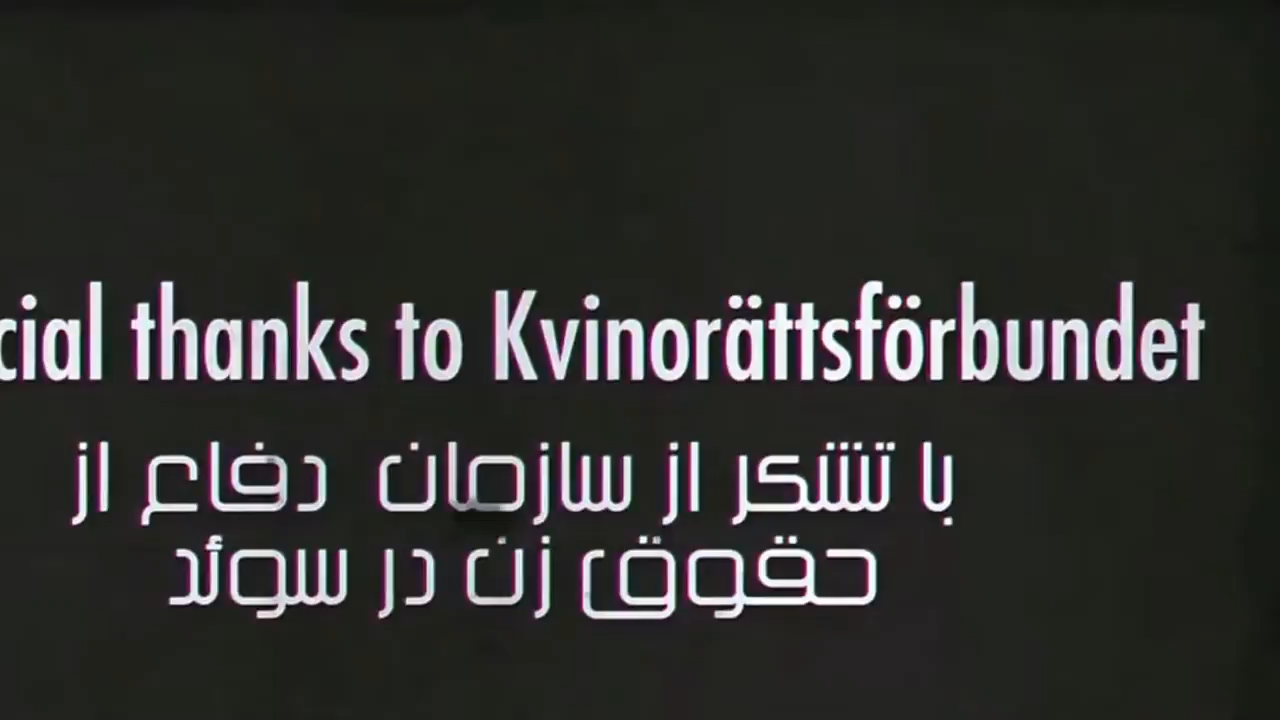 cial thanks to Kvinorättsförbundet
با تشکر از سازمان دفاع از
حقوق زن در سوئد